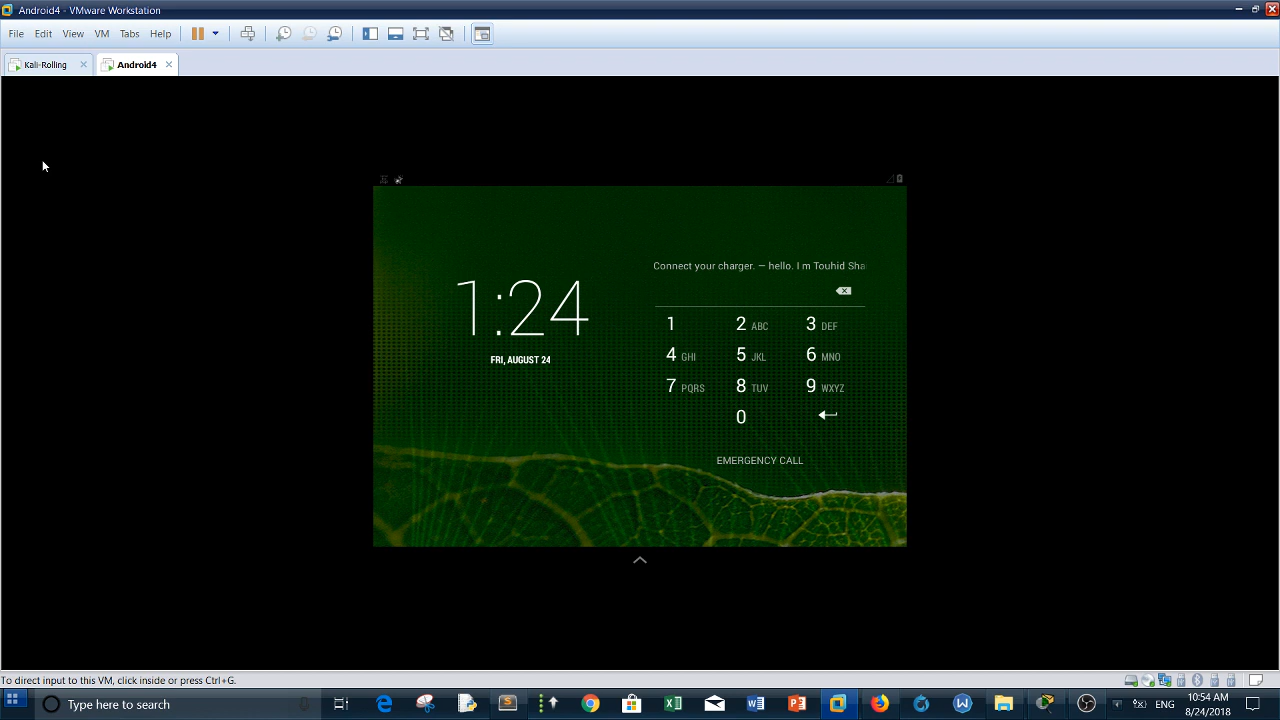 Android4 - VMware Workstation
File Edit View VM Tabs Help
Kali-Rolling
Android4
Connect your charger. – hello. I m Touhid Sha
1:24
FRI, AUGUST 24
1 2 ABC 3 DEF
4 GHI 5 JKL 6 MNO
7 PQRS 8 TUV 9 WXYZ
0
EMERGENCY CALL
To direct input to this VM, click inside or press Ctrl+G.
Type here to search
ENG
10:54 AM
8/24/2018